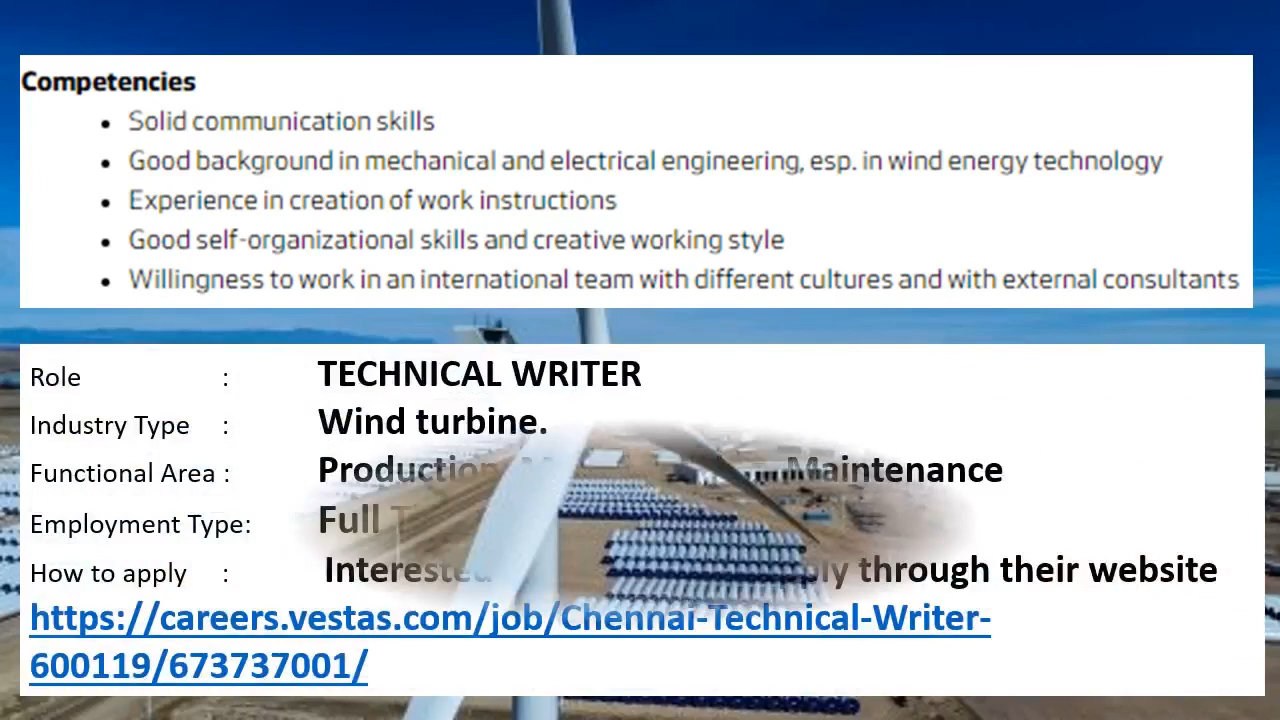 Competencies
• Solid communication skills
• Good background in mechanical and electrical engineering, esp. in wind energy technology
• Experience in creation of work instructions
• Good self-organizational skills and creative working style
• Willingness to work in an international team with different cultures and with external consultants
Role : TECHNICAL WRITER
Industry Type : Wind turbine.
Functional Area : Production, Maintenance
Employment Type: Full
How to apply : Interested through their website
https://careers.vestas.com/job/Chennai-Technical-Writer-
600119/673737001/